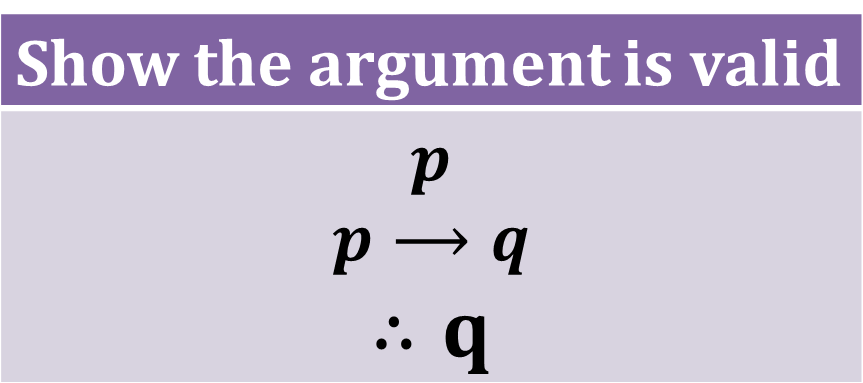 Show the argument is valid
p
p ⟶ q
∴ q